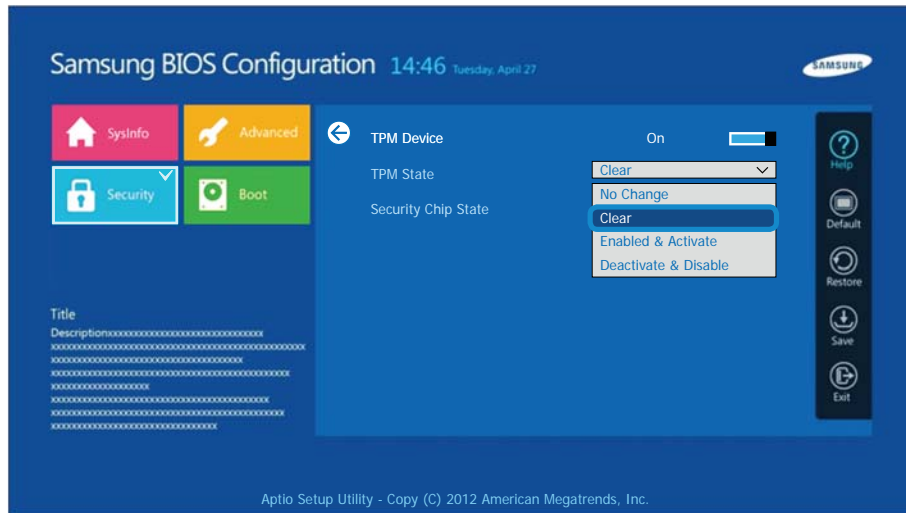 Samsung BIOS Configuration 14:46 Tuesday, April 27
SAMSUNG
SysInfo
Advanced
Security
Boot
TPM Device On
TPM State Clear
Security Chip State
No Change
Clear
Enabled & Activate
Deactivate & Disable
Help
Default
Restore
Save
Exit
Title
Descriptionxxxxxxxxxxxxxxxxxxxxxxxxxxxxx
Aptio Setup Utility - Copy (C) 2012 American Megatrends, Inc.